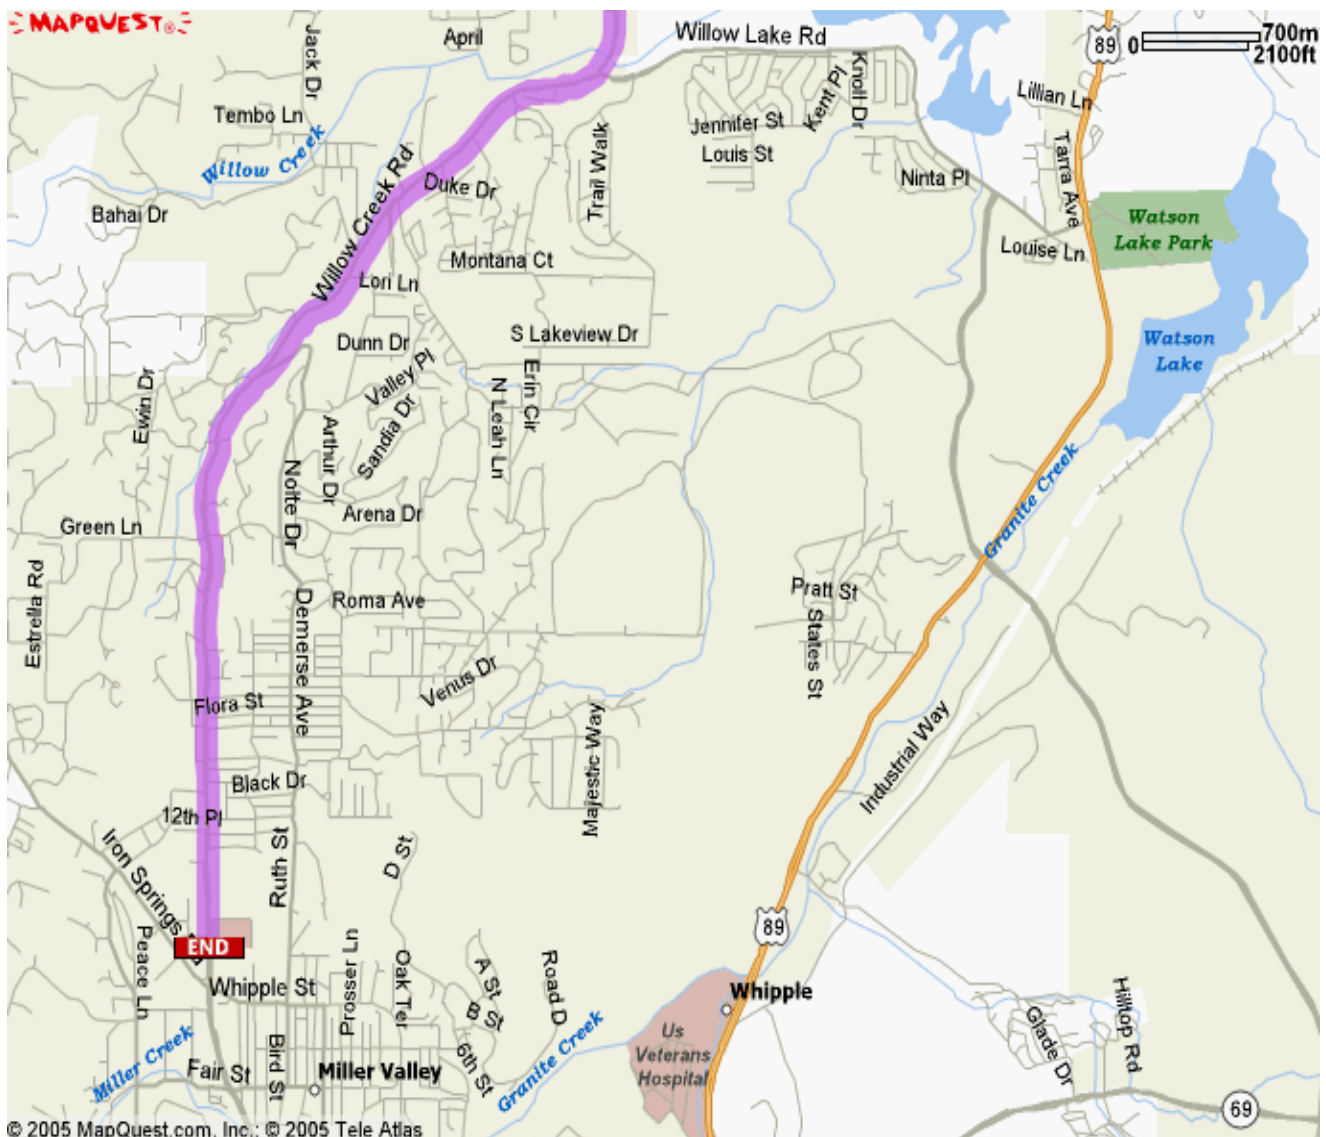 MAPQUEST®
April
Willow Lake Rd
89
0
700m
2100ft
Jack Dr
Knoll Dr
Kent Pl
Lillian Ln
Tembo Ln
Jennifer St
Louis St
Willow Creek
Trail Walk
Tarra Ave
Willow Creek Rd
Duke Dr
Ninta Pl
Bahai Dr
Watson
Lake Park
Louise Ln
Montana Ct
Lori Ln
S Lakeview Dr
Dunn Dr
Watson
Lake
Valley Pl
Erin Cir
Ewin Dr
N Leah Ln
Arthur Dr
Sandia Dr
Nolte Dr
Granite Creek
Arena Dr
Green Ln
Estrella Rd
Pratt St
Roma Ave
Demerse Ave
States St
Venus Dr
Flora St
Majestic Way
Industrial Way
Black Dr
12th Pl
Ruth St
D St
Iron Springs Rd
89
END
Peace Ln
Prosser Ln
Oak Ter
A St
Road D
Whipple St
Whipple
B St
Hilltop Rd
Glade Dr
Us
Veterans
Hospital
Miller Creek
Bird St
6th St
Granite Creek
Fair St
Miller Valley
69
© 2005 MapQuest.com, Inc.; © 2005 Tele Atlas